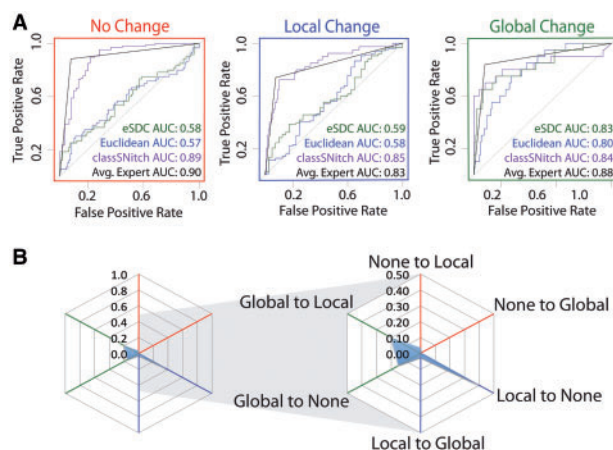 A
No Change
Local Change
Global Change
True Positive Rate
1.0
0.6
0.2
eSDC AUC: 0.58
Euclidean AUC: 0.57
classSNitch AUC: 0.89
Avg. Expert AUC: 0.90
0.2 0.6 1.0
False Positive Rate
True Positive Rate
1.0
0.6
0.2
eSDC AUC: 0.59
Euclidean AUC: 0.58
classSNitch AUC: 0.85
Avg. Expert AUC: 0.83
0.2 0.6 1.0
False Positive Rate
True Positive Rate
1.0
0.6
0.2
eSDC AUC: 0.83
Euclidean AUC: 0.80
classSNitch AUC: 0.84
Avg. Expert AUC: 0.88
0.2 0.6 1.0
False Positive Rate
B
1.0
0.8
0.6
0.4
0.2
0.0
None to Local
0.50
0.40
0.30
0.20
0.10
0.00
Global to Local
None to Global
Global to None
Local to None
Local to Global